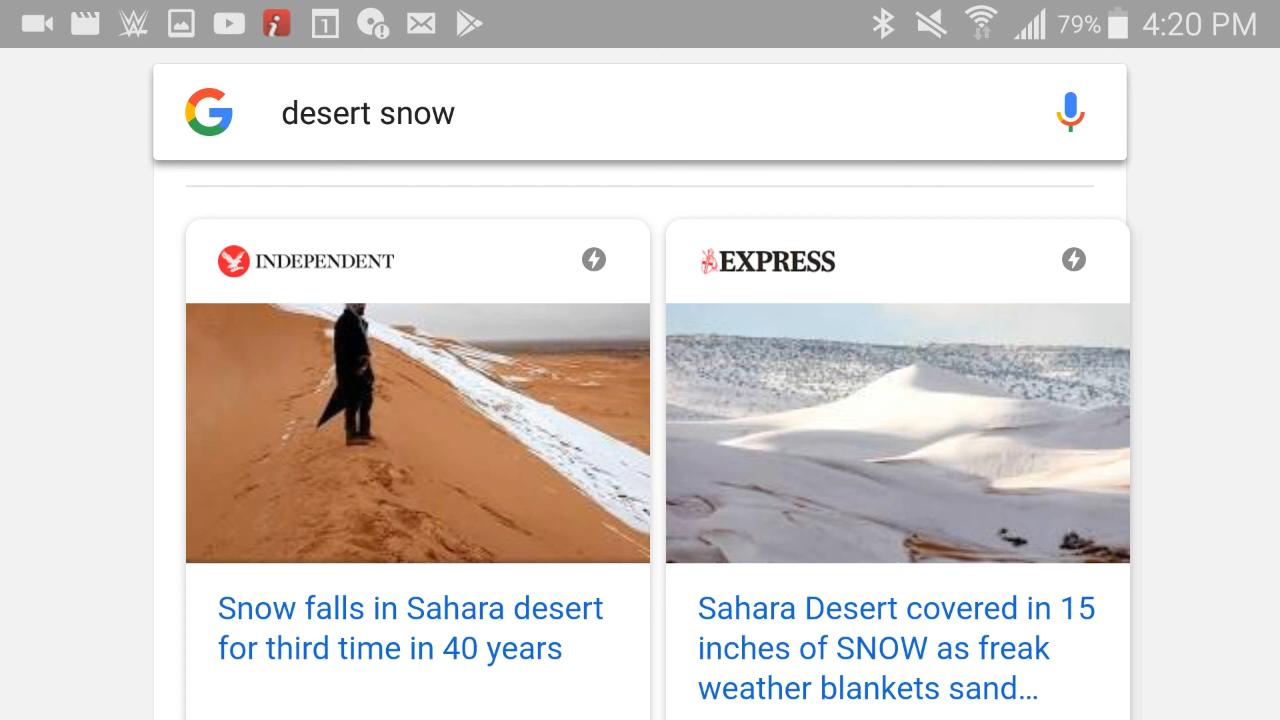 1
79%
4:20 PM
desert snow
INDEPENDENT
EXPRESS
Snow falls in Sahara desert
for third time in 40 years
Sahara Desert covered in 15
inches of SNOW as freak
weather blankets sand...